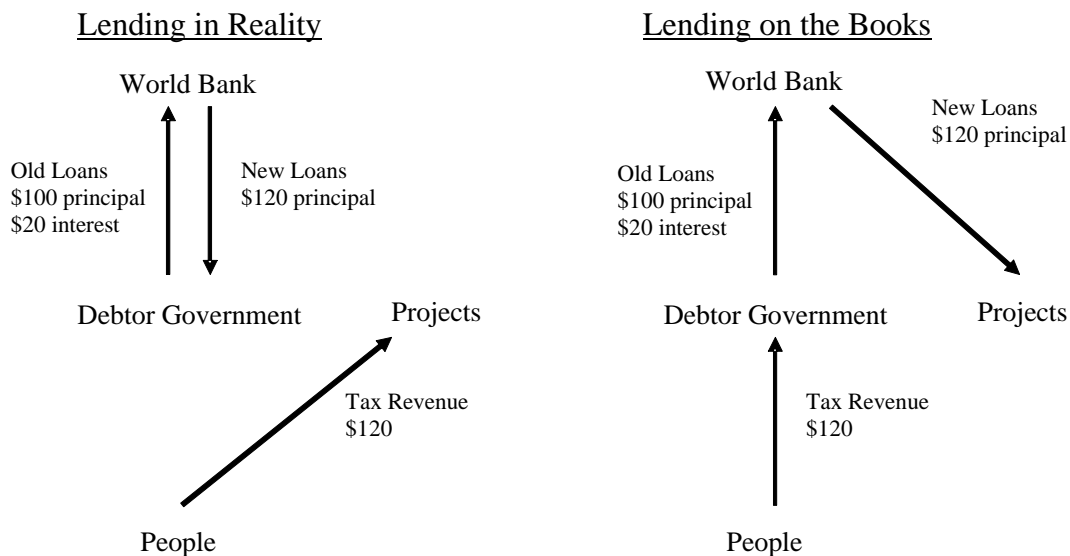 Lending in Reality
World Bank
Old Loans
$100 principal
$20 interest
New Loans
$120 principal
Debtor Government
Projects
Tax Revenue
$120
People
Lending on the Books
World Bank
New Loans
$120 principal
Old Loans
$100 principal
$20 interest
Debtor Government
Projects
Tax Revenue
$120
People